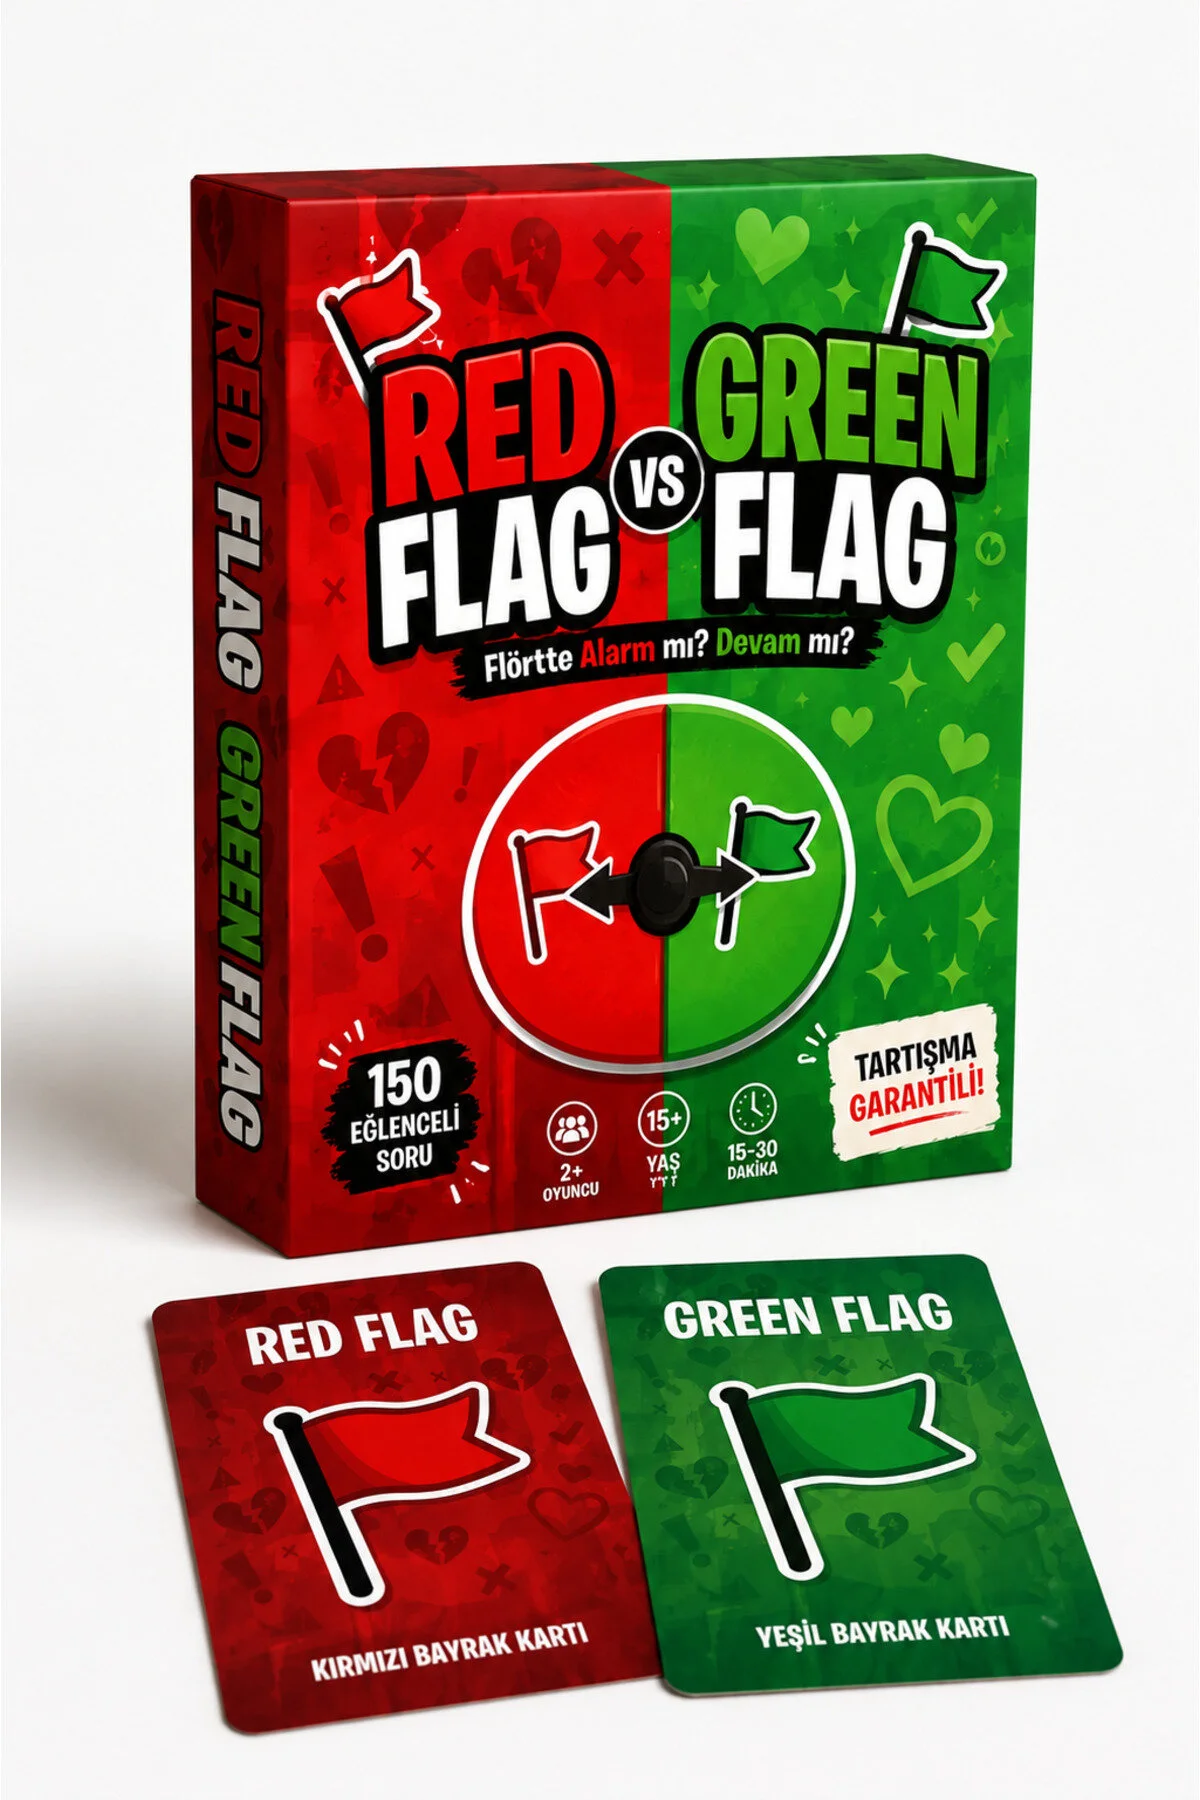 RED FLAG GREEN FLAG
RED
FLAG
VS
GREEN
FLAG
Flörtte Alarm mı? Devam mı?
150
EĞLENCELİ
SORU
2+
OYUNCU
15+
YAŞ
15-30
DAKİKA
TARTIŞMA
GARANTİLİ!
RED FLAG
KIRMIZI BAYRAK KARTI
GREEN FLAG
YEŞİL BAYRAK KARTI